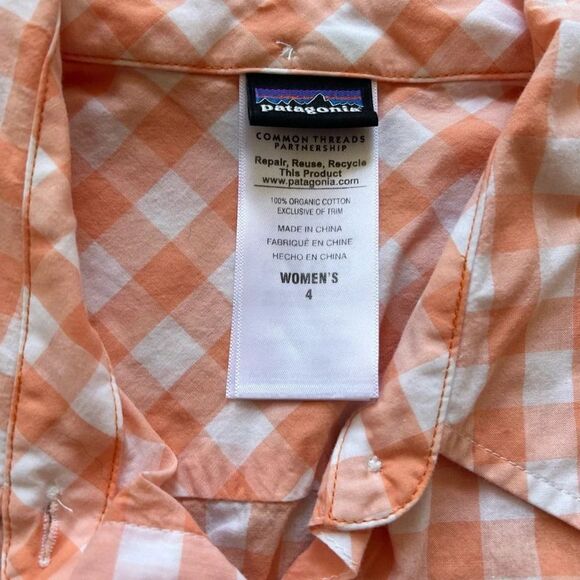 patagonia
COMMON THREADS
PARTNERSHIP
Repair, Reuse, Recycle
This Product
www.patagonia.com
100% ORGANIC COTTON
EXCLUSIVE OF TRIM
MADE IN CHINA
FABRIQUÉ EN CHINE
HECHO EN CHINA
WOMEN'S
4